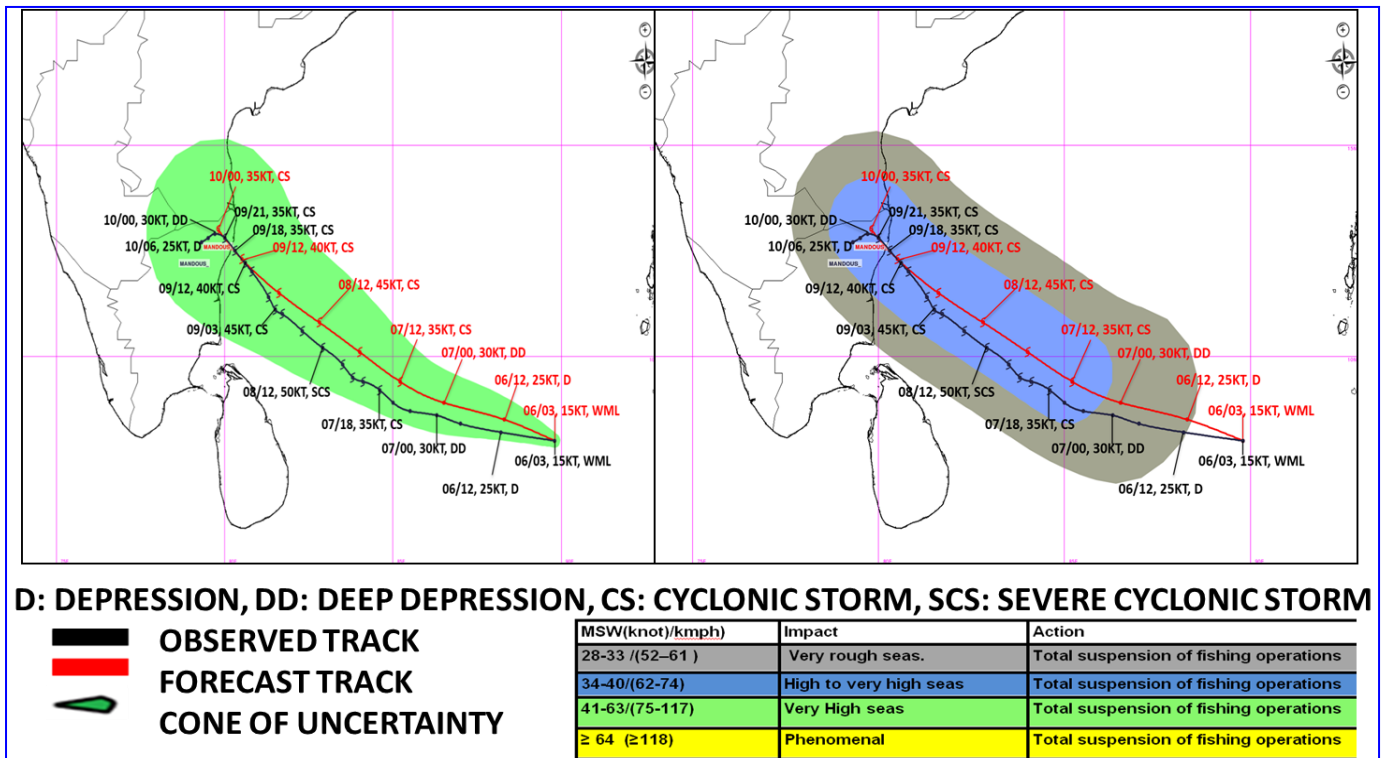 10/00, 35KT, CS
10/00, 30KT, DD
09/21, 35KT, CS
09/18, 35KT, CS
10/06, 25KT, D
MANDOUS
09/12, 40KT, CS
MANDOUS_
09/12, 40KT, CS
08/12, 45KT, CS
09/03, 45KT, CS
07/12, 35KT, CS
07/00, 30KT, DD
06/12, 25KT, D
08/12, 50KT, SCS
06/03, 15KT, WML
07/18, 35KT, CS
07/00, 30KT, DD
06/03, 15KT, WML
06/12, 25KT, D
10/00, 35KT, CS
10/00, 30KT, DD
09/21, 35KT, CS
09/18, 35KT, CS
10/06, 25KT, D
MANDOUS
09/12, 40KT, CS
MANDOUS_
09/12, 40KT, CS
08/12, 45KT, CS
09/03, 45KT, CS
07/12, 35KT, CS
07/00, 30KT, DD
06/12, 25KT, D
08/12, 50KT, SCS
06/03, 15KT, WML
07/18, 35KT, CS
07/00, 30KT, DD
06/03, 15KT, WML
06/12, 25KT, D
D: DEPRESSION, DD: DEEP DEPRESSION, CS: CYCLONIC STORM, SCS: SEVERE CYCLONIC STORM
OBSERVED TRACK
FORECAST TRACK
CONE OF UNCERTAINTY
MSW(knot)/kmph) Impact Action
28-33 /(52–61 ) Very rough seas. Total suspension of fishing operations
34-40/(62-74) High to very high seas Total suspension of fishing operations
41-63/(75-117) Very High seas Total suspension of fishing operations
≥ 64 (≥118) Phenomenal Total suspension of fishing operations